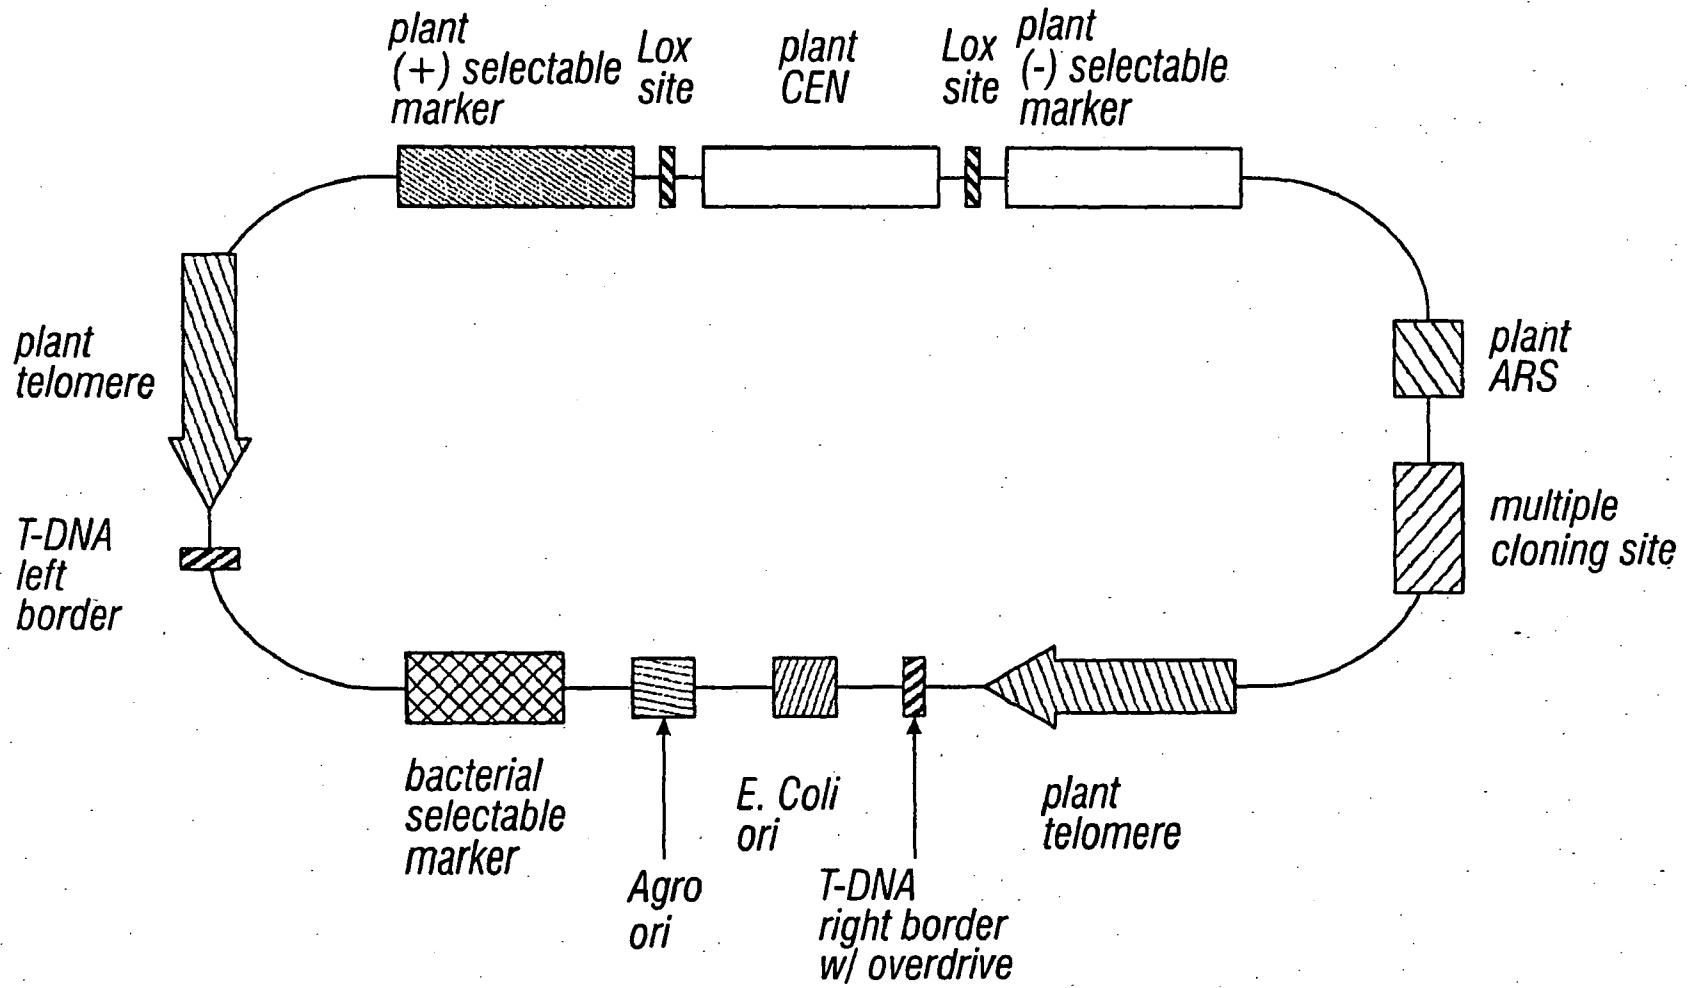 plant
(+) selectable
marker
Lox
site
plant
CEN
Lox
site
plant
(-) selectable
marker
plant
telomere
plant
ARS
multiple
cloning site
T-DNA
left
border
bacterial
selectable
marker
Agro
ori
E. Coli
ori
T-DNA
right border
w/ overdrive
plant
telomere